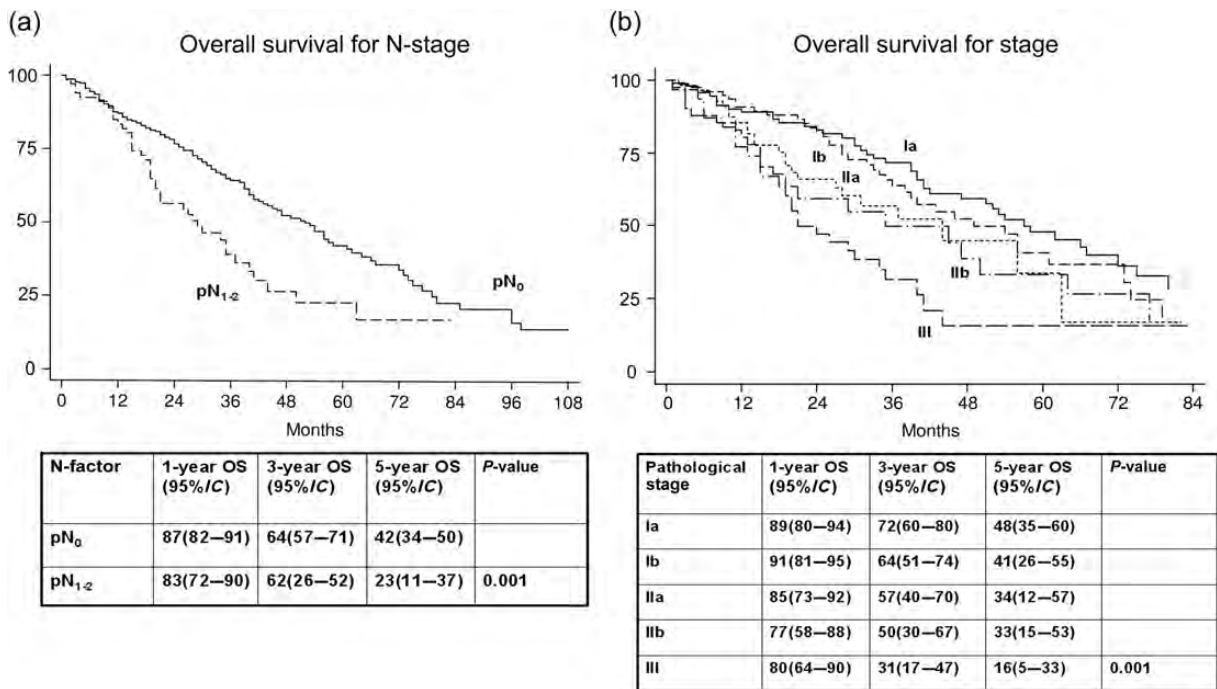 (a)
Overall survival for N-stage
100
75
50
25
0
pN₀
pN₁₋₂
0 12 24 36 48 60 72 84 96 108
Months
N-factor 1-year OS (95%IC) 3-year OS (95%IC) 5-year OS (95%IC) P-value
pN₀ 87(82—91) 64(57—71) 42(34—50)
pN₁₋₂ 83(72—90) 62(26—52) 23(11—37) 0.001
(b)
Overall survival for stage
100
75
50
25
0
Ia
Ib
IIa
IIb
III
0 12 24 36 48 60 72 84
Months
Pathological stage 1-year OS (95%IC) 3-year OS (95%IC) 5-year OS (95%IC) P-value
Ia 89(80—94) 72(60—80) 48(35—60)
Ib 91(81—95) 64(51—74) 41(26—55)
IIa 85(73—92) 57(40—70) 34(12—57)
IIb 77(58—88) 50(30—67) 33(15—53)
III 80(64—90) 31(17—47) 16(5—33) 0.001